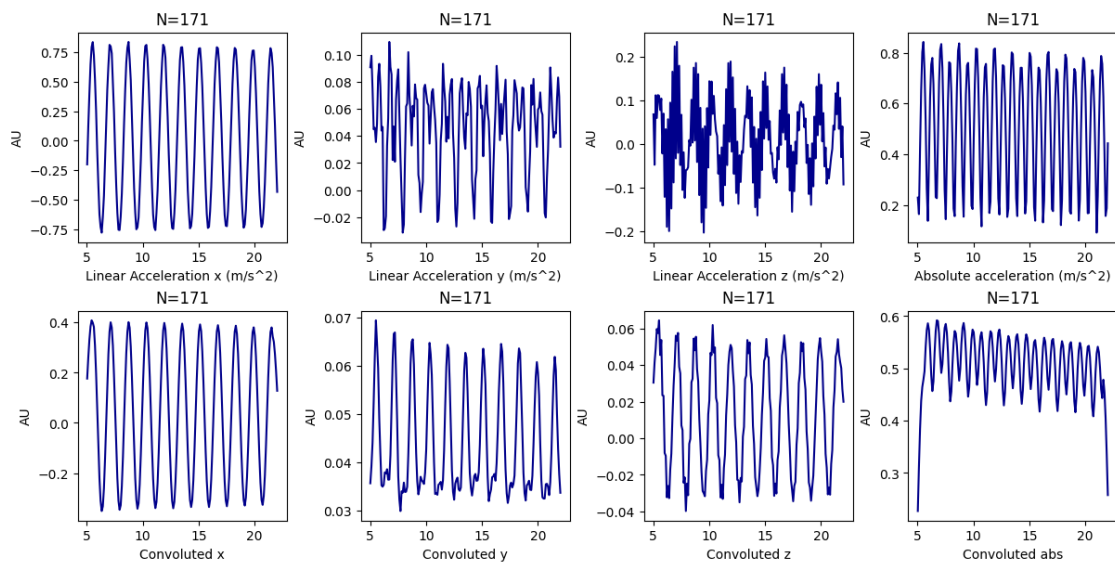 N=171 N=171 N=171 N=171
0.75
0.50
0.25
0.00
−0.25
−0.50
−0.75
AU
5 10 15 20
Linear Acceleration x (m/s^2)
0.10
0.08
0.06
0.04
0.02
0.00
−0.02
AU
5 10 15 20
Linear Acceleration y (m/s^2)
0.2
0.1
0.0
−0.1
−0.2
AU
5 10 15 20
Linear Acceleration z (m/s^2)
0.8
0.6
0.4
0.2
AU
5 10 15 20
Absolute acceleration (m/s^2)
N=171 N=171 N=171 N=171
0.4
0.2
0.0
−0.2
AU
5 10 15 20
Convoluted x
0.07
0.06
0.05
0.04
0.03
AU
5 10 15 20
Convoluted y
0.06
0.04
0.02
0.00
−0.02
−0.04
AU
5 10 15 20
Convoluted z
0.6
0.5
0.4
0.3
AU
5 10 15 20
Convoluted abs